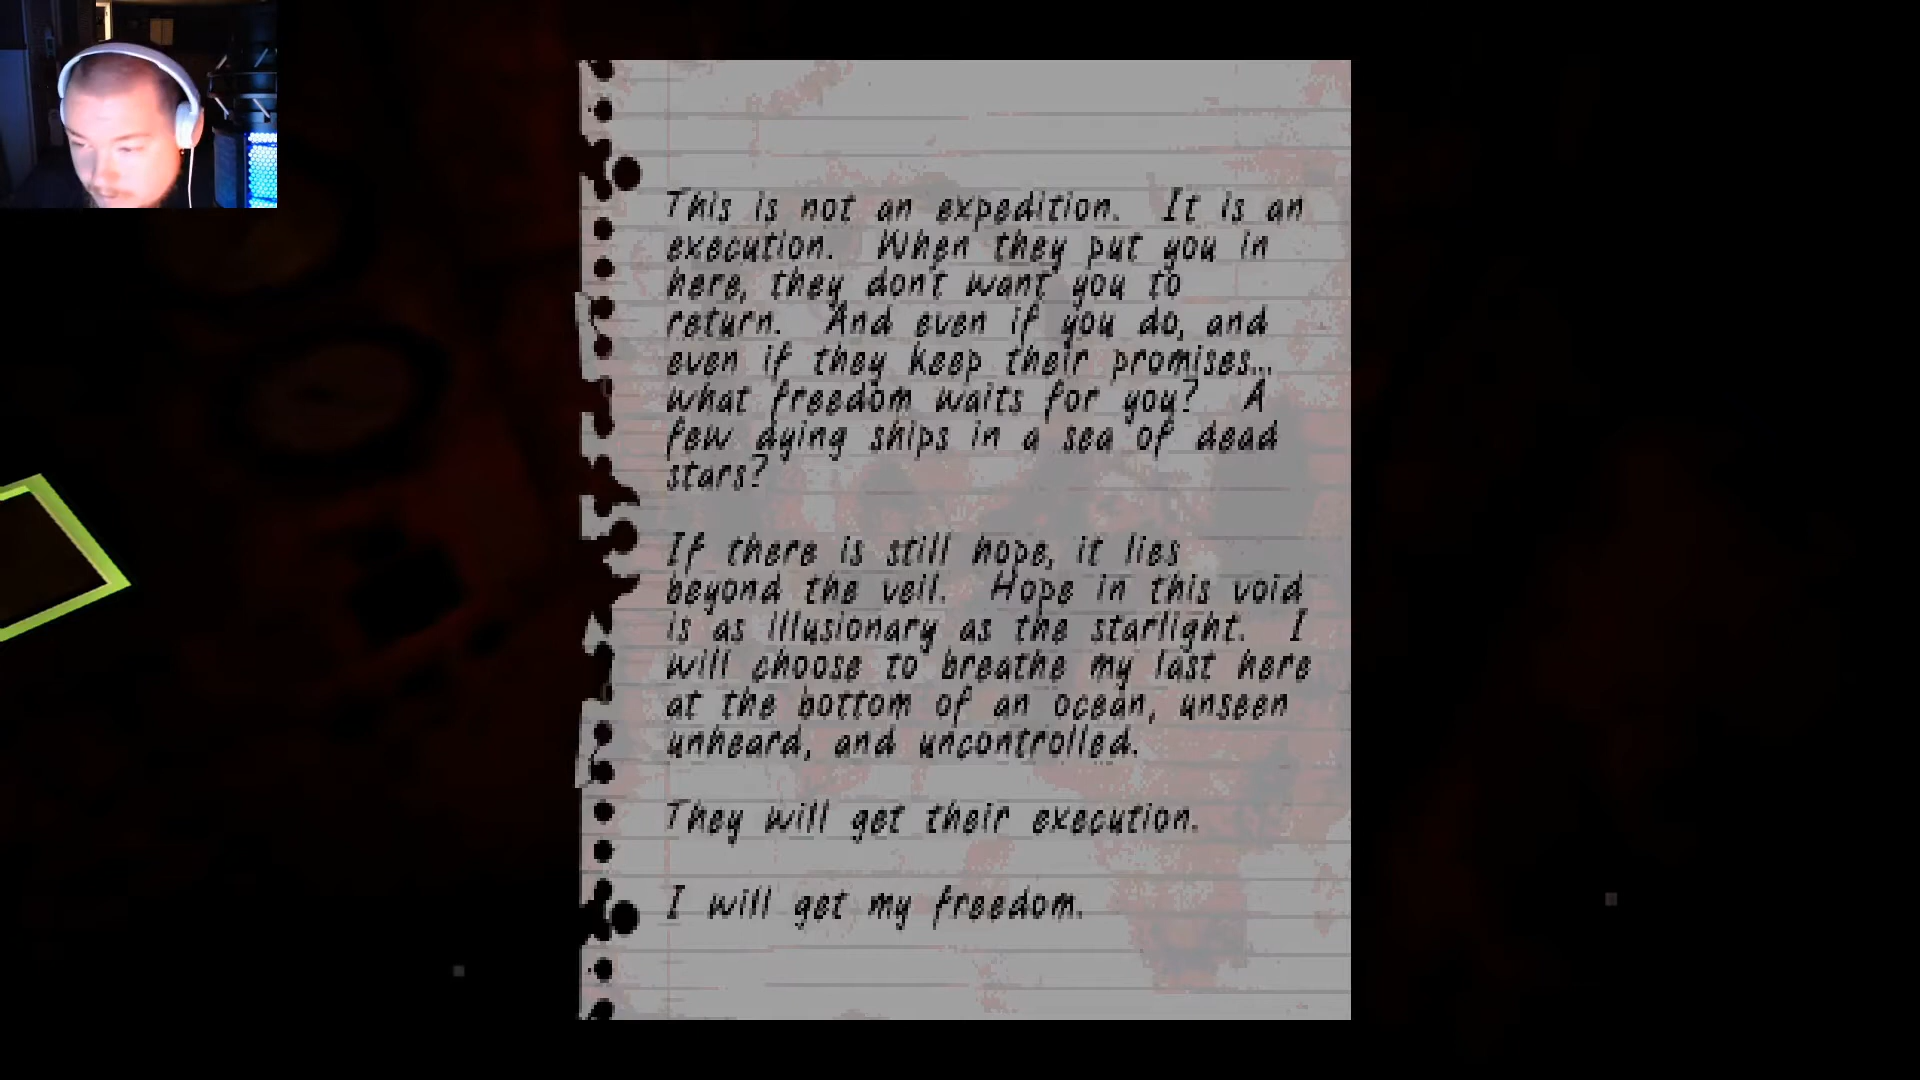 This is not an expedition. It is an
execution. When they put you in
here, they don't want you to
return. And even if you do, and
even if they keep their promises...
what freedom waits for you? A
few dying ships in a sea of dead
stars?
If there is still hope, it lies
beyond the veil. Hope in this void
is as illusionary as the starlight. I
will choose to breathe my last here
at the bottom of an ocean, unseen
unheard, and uncontrolled.
They will get their execution.
I will get my freedom.